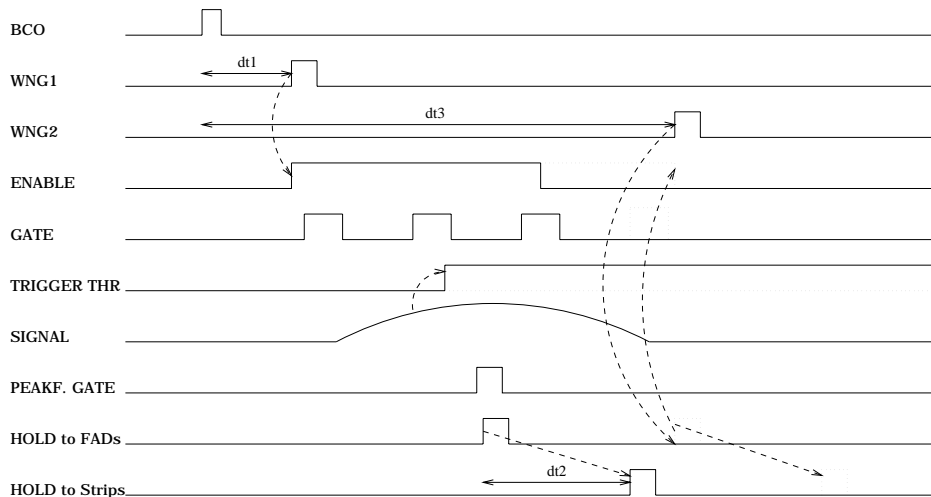 BCO
dt1
WNG1
dt3
WNG2
ENABLE
GATE
TRIGGER THR
SIGNAL
PEAKF. GATE
HOLD to FADs
dt2
HOLD to Strips